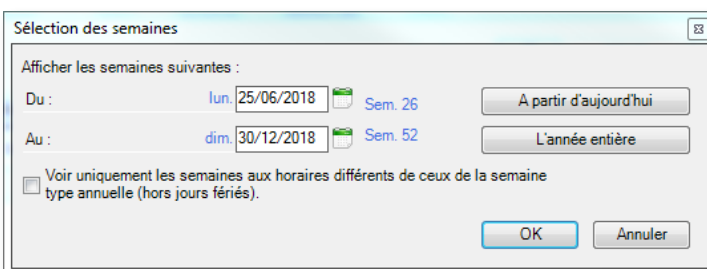 Sélection des semaines
Afficher les semaines suivantes :
Du : lun. 25/06/2018 Sem. 26 A partir d'aujourd'hui
Au : dim. 30/12/2018 Sem. 52 L'année entière
Voir uniquement les semaines aux horaires différents de ceux de la semaine
type annuelle (hors jours fériés).
OK Annuler